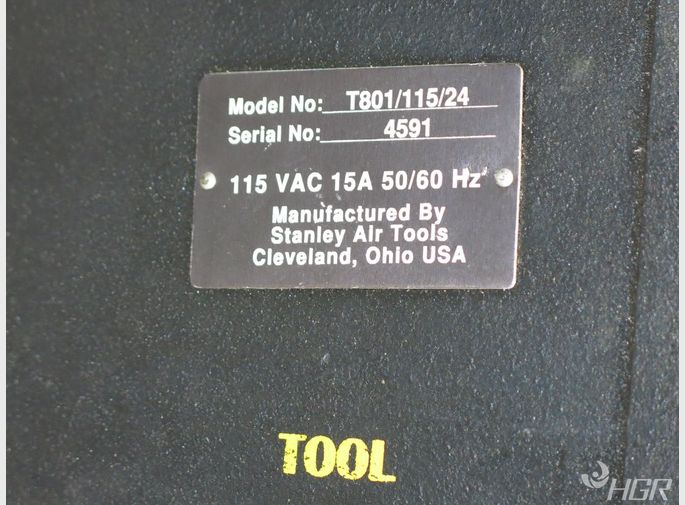 Model No: T801/115/24
Serial No: 4591
115 VAC 15A 50/60 Hz
Manufactured By
Stanley Air Tools
Cleveland, Ohio USA
TOOL
HGR